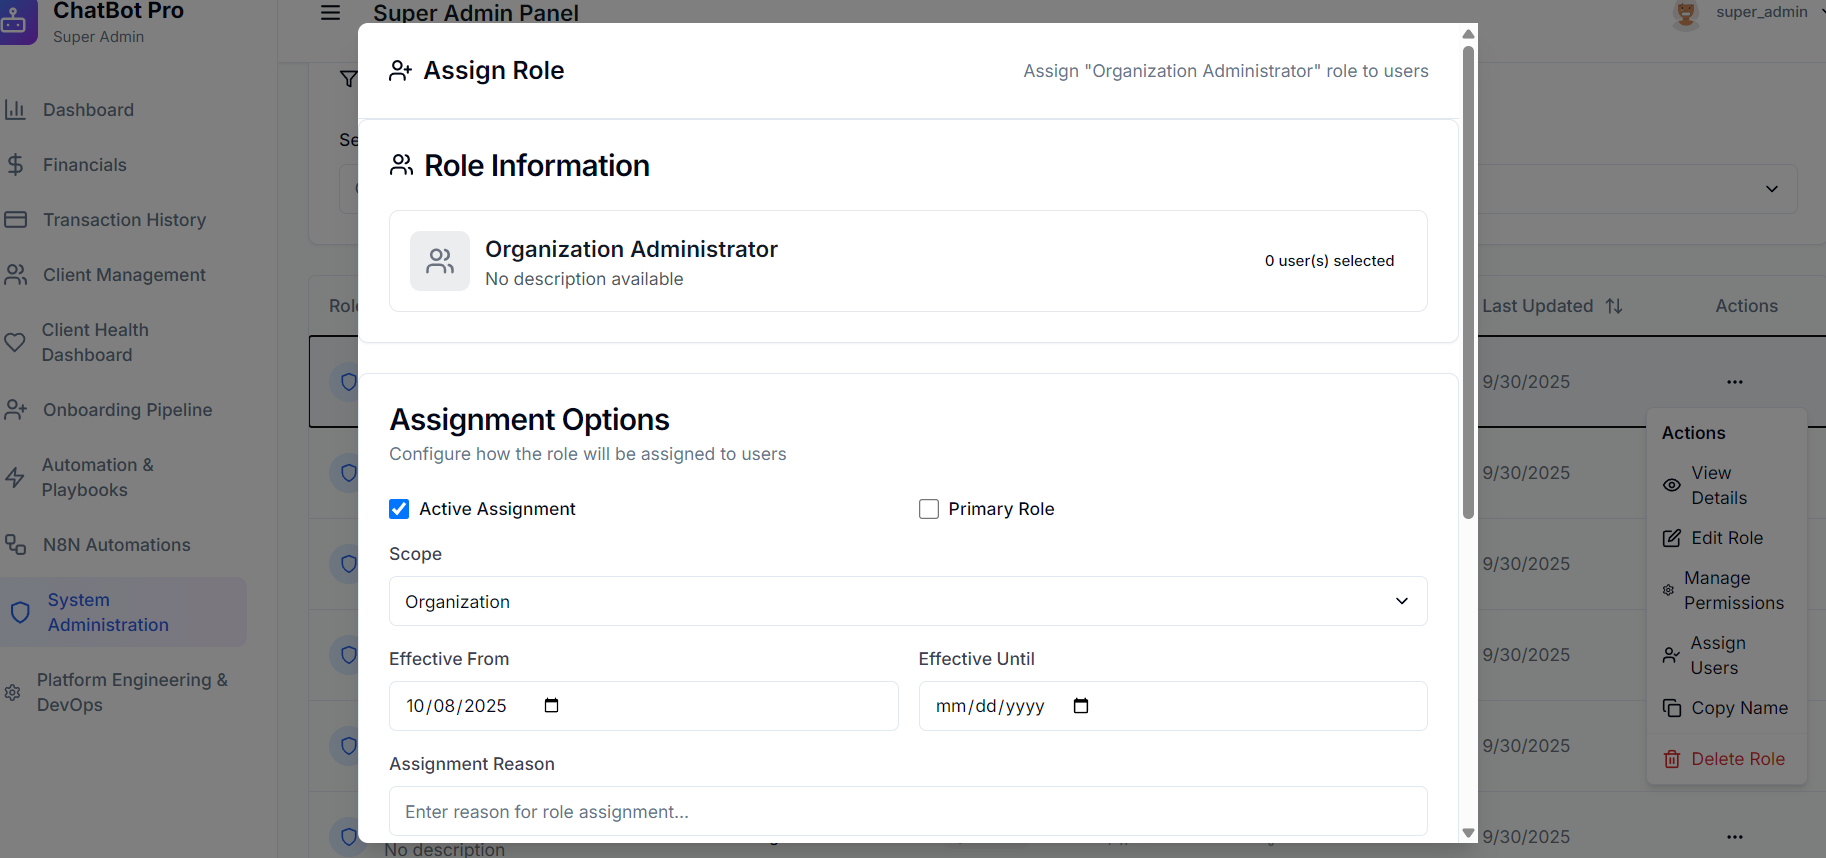 ChatBot Pro
Super Admin
Dashboard
Financials
Transaction History
Client Management
Client Health
Dashboard
Onboarding Pipeline
Automation &
Playbooks
N8N Automations
System
Administration
Platform Engineering &
DevOps
Super Admin Panel
super_admin
Se
Role
Last Updated
Actions
Assign Role
Assign "Organization Administrator" role to users
Role Information
Organization Administrator
No description available
0 user(s) selected
Assignment Options
Configure how the role will be assigned to users
Active Assignment
Primary Role
Scope
Organization
Effective From
Effective Until
10/08/2025
mm/dd/yyyy
Assignment Reason
Enter reason for role assignment...
9/30/2025
9/30/2025
9/30/2025
9/30/2025
9/30/2025
9/30/2025
Actions
View
Details
Edit Role
Manage
Permissions
Assign
Users
Copy Name
Delete Role
No description